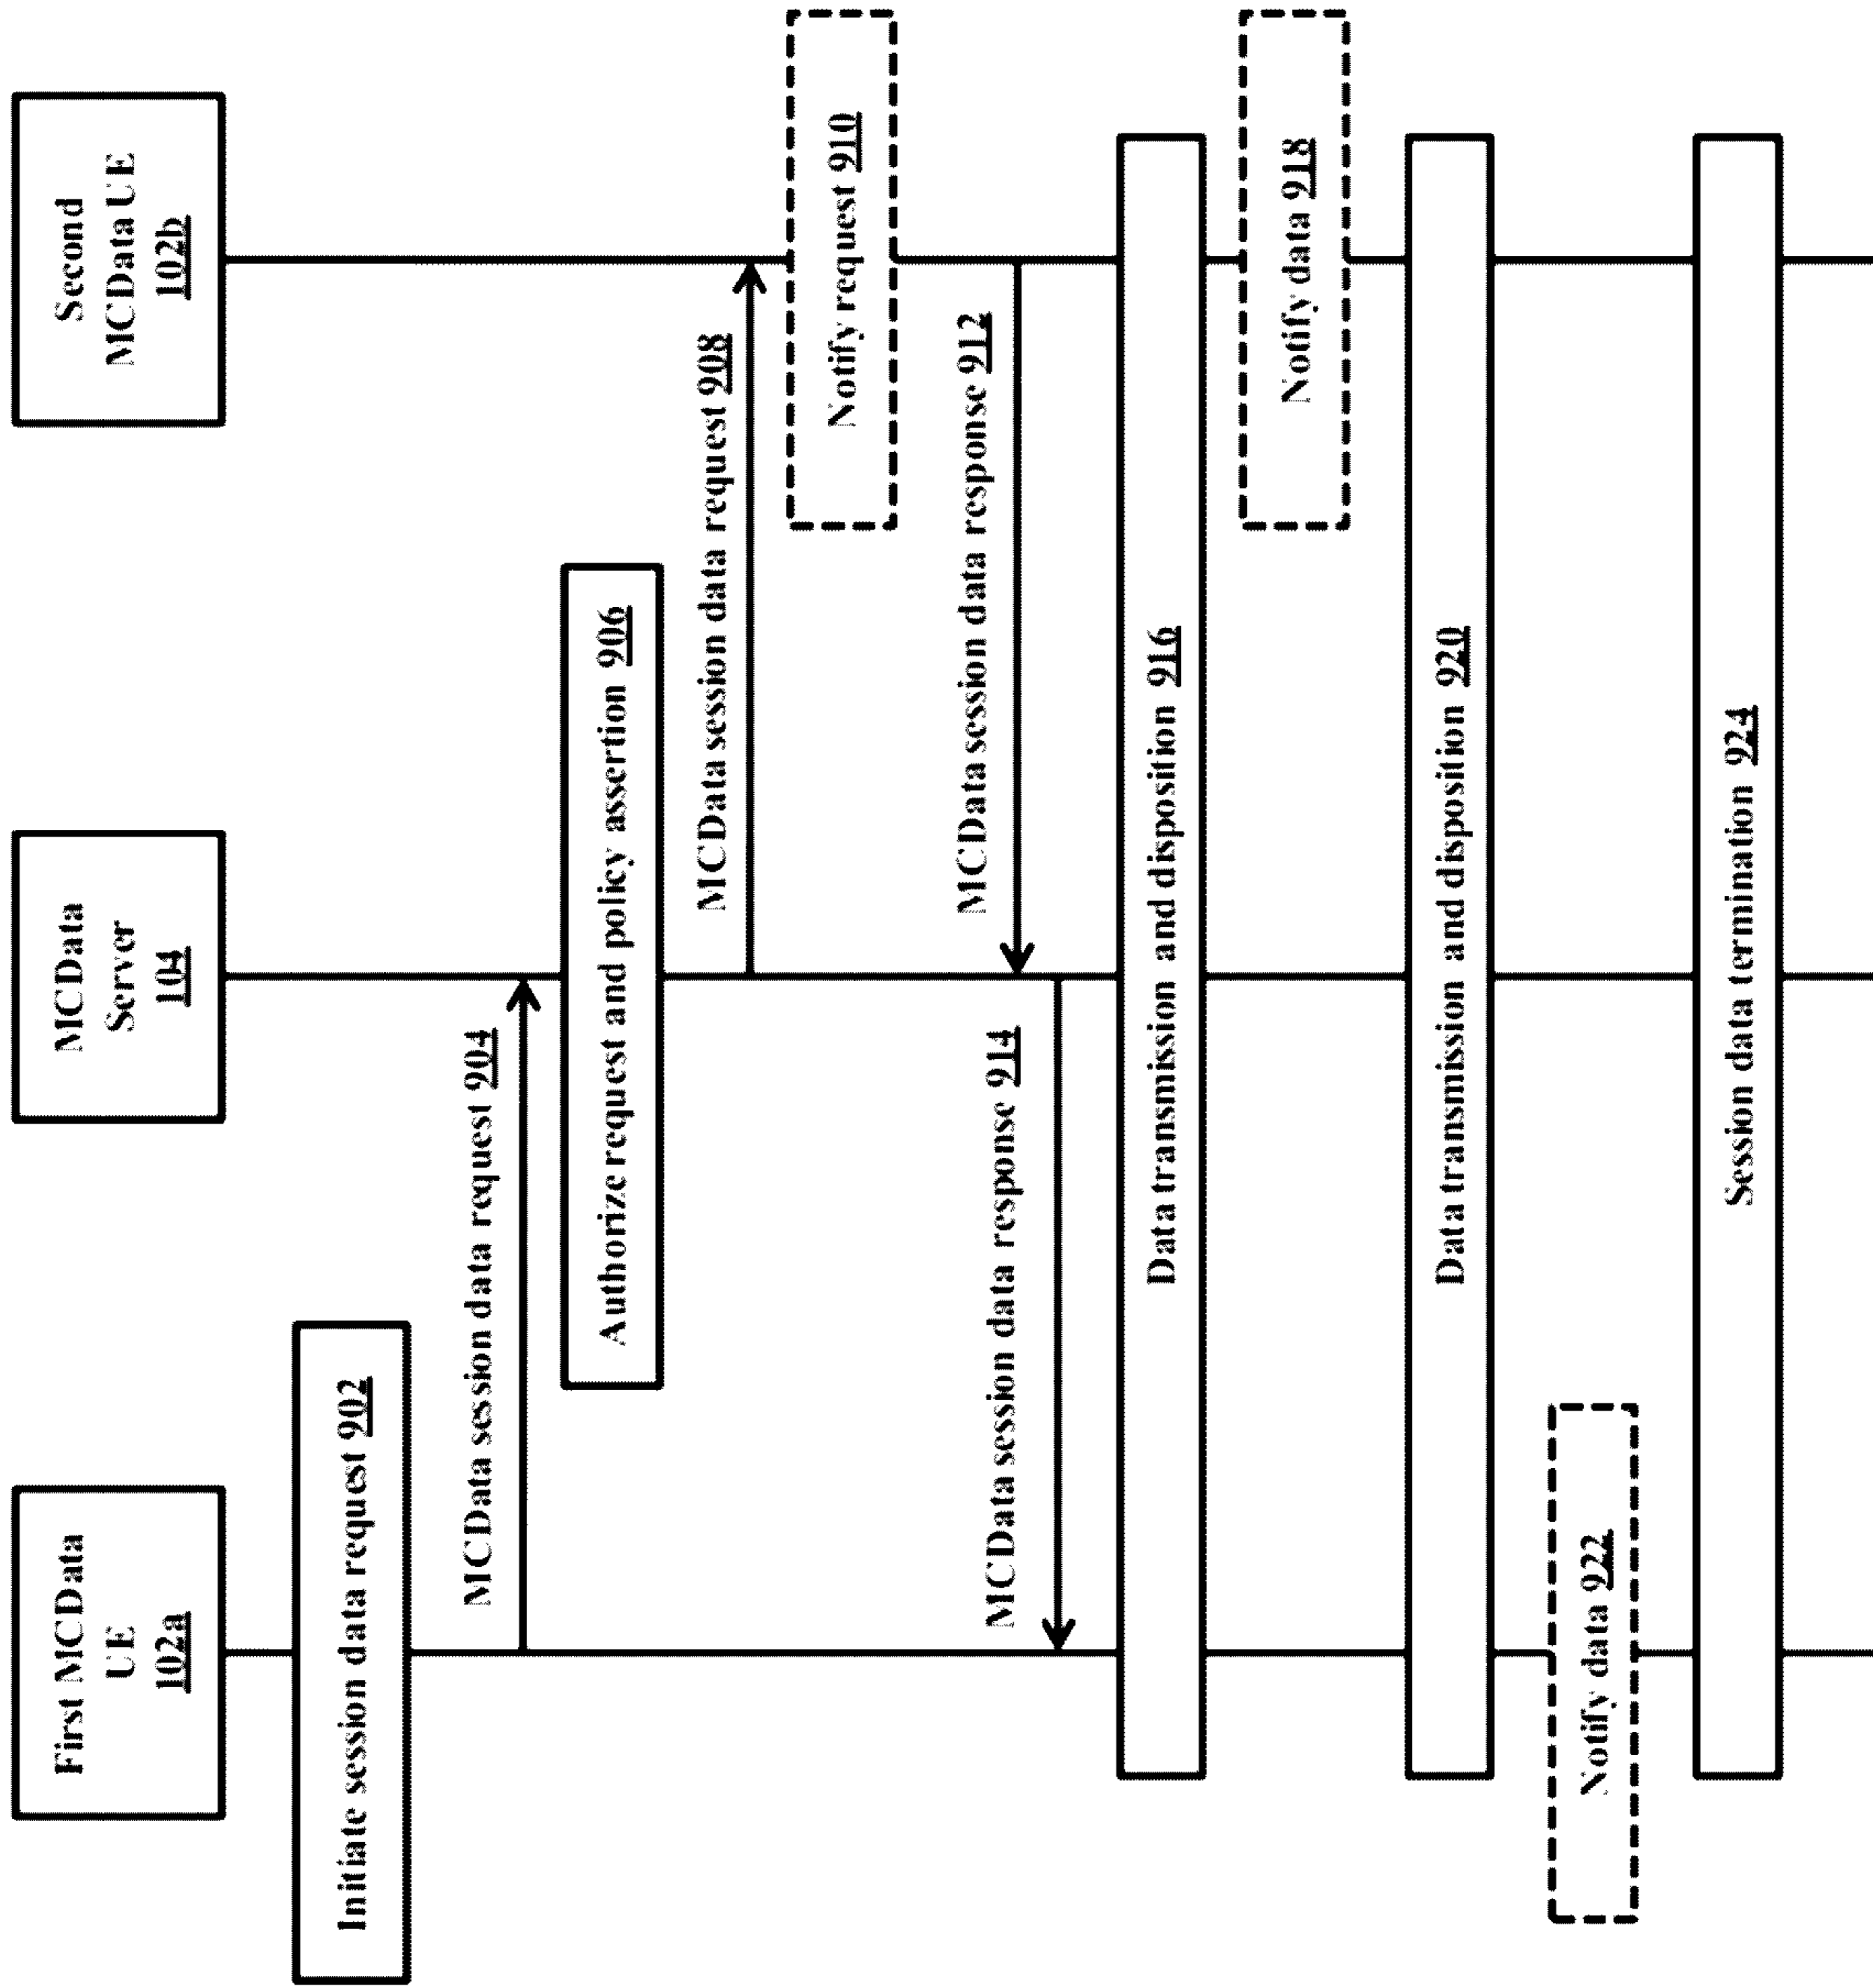 First MCData
UE
102a
MCData
Server
104
Second
MCData UE
102b
Initiate session data request 902
MCData session data request 904
Authorize request and policy assertion 906
MCData session data request 908
Notify request 910
MCData session data response 912
MCData session data response 914
Data transmission and disposition 916
Notify data 918
Data transmission and disposition 920
Notify data 922
Session data termination 924